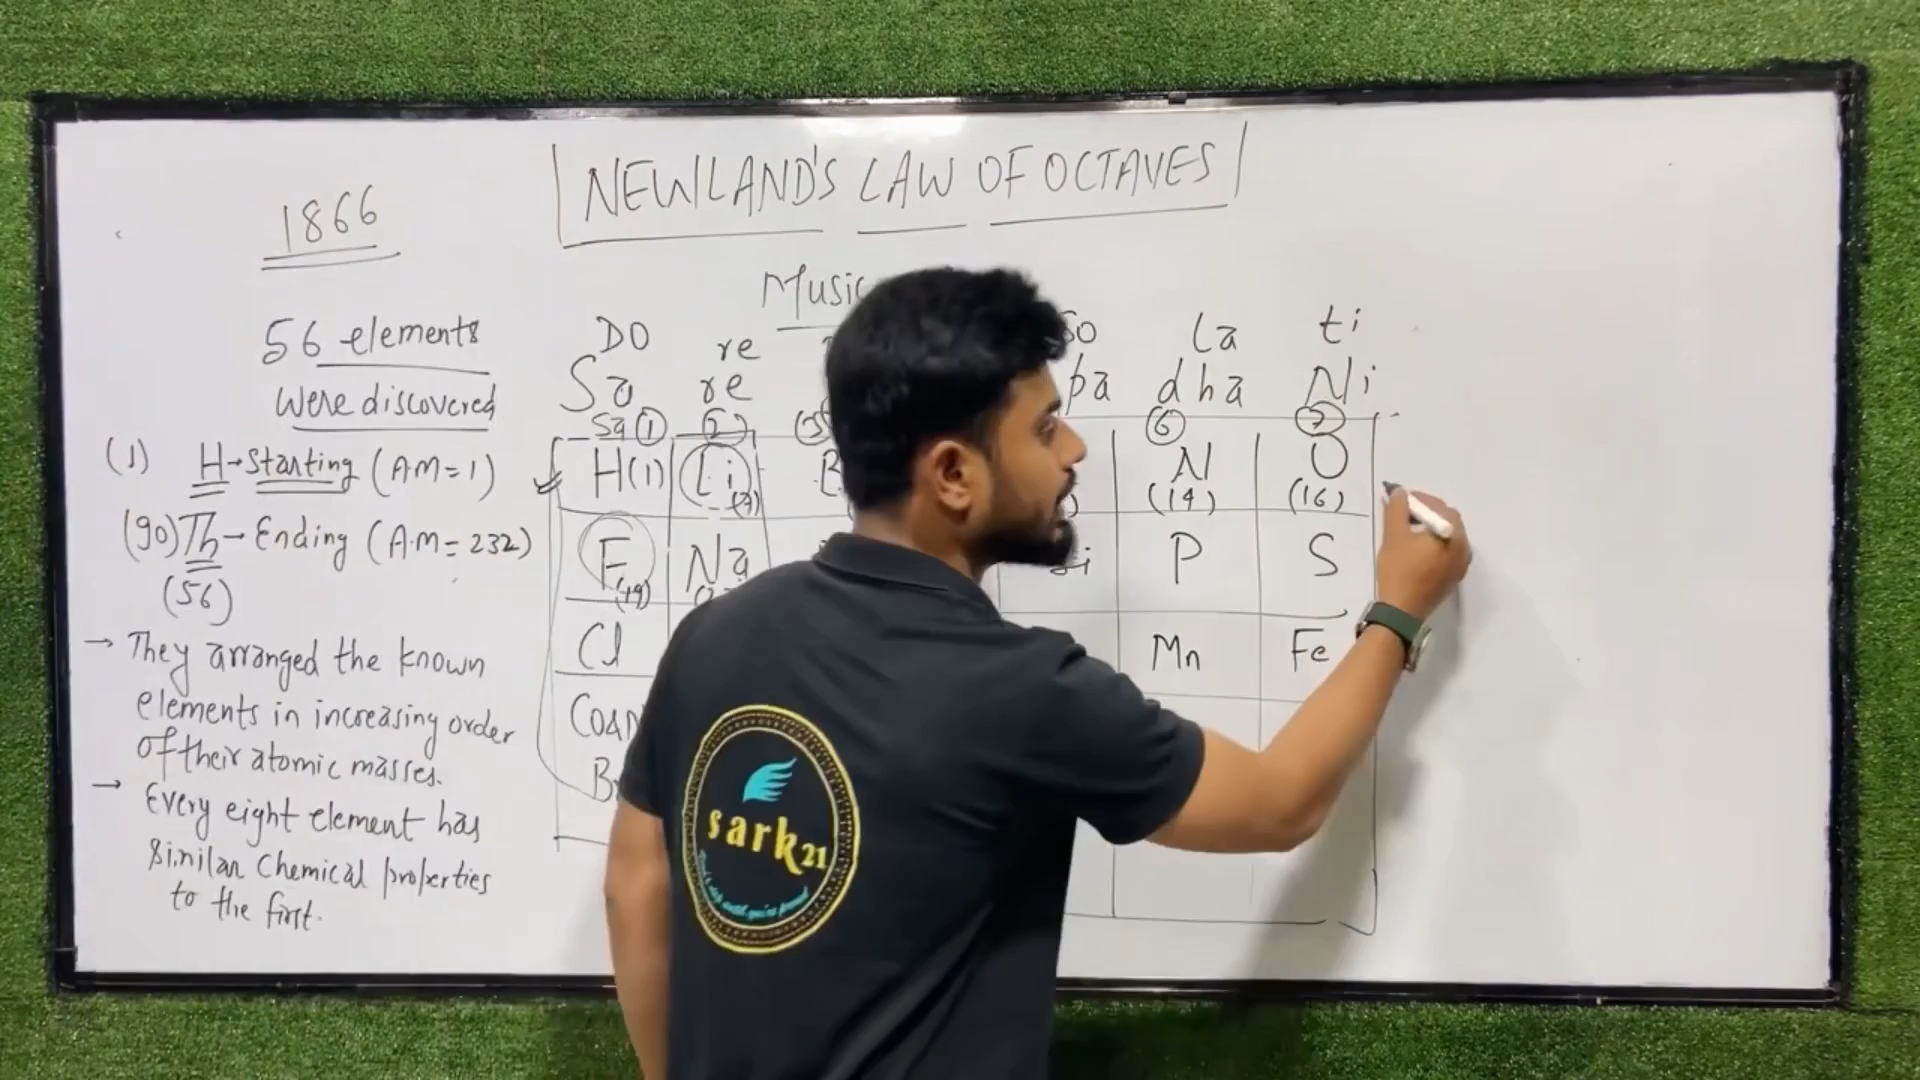 NEWLAND'S LAW OF OCTAVES
1866
Music
56 elements
were discovered
DO re so la ti
Sa re pa dha Ni
Sa 1 2 6 7
(1) H→Starting (A.M=1)
H(1) Li N O
(7) (14) (16)
(90)Th→Ending (A.M=232)
(56)
F Na Si P S
(19)
→ They arranged the known
elements in increasing order
of their atomic masses.
Cl Mn Fe
→ Every eight element has
similar chemical properties
to the first.
sark21